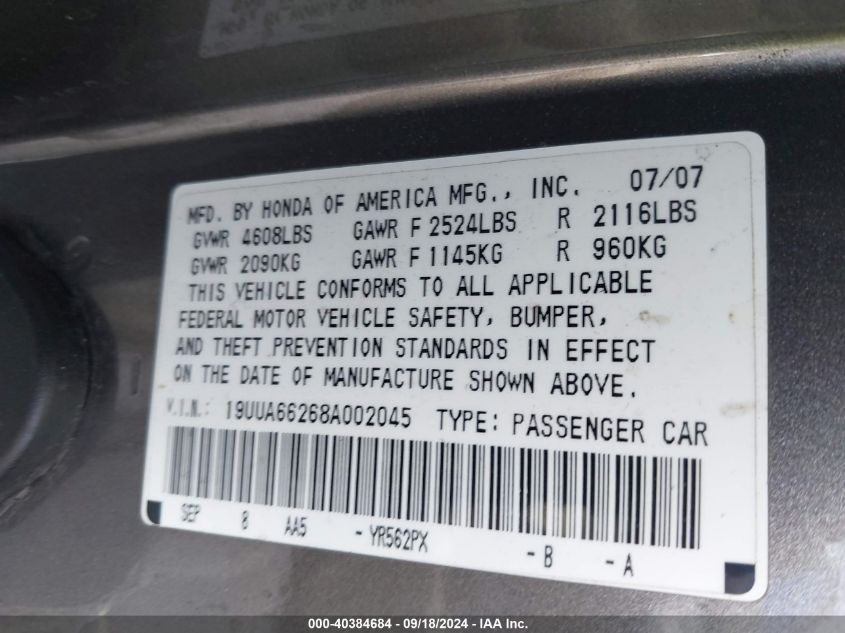 MFD. BY HONDA OF AMERICA MFG., INC. 07/07
GVWR 4608LBS GAWR F 2524LBS R 2116LBS
GVWR 2090KG GAWR F 1145KG R 960KG
THIS VEHICLE CONFORMS TO ALL APPLICABLE
FEDERAL MOTOR VEHICLE SAFETY, BUMPER,
AND THEFT PREVENTION STANDARDS IN EFFECT
ON THE DATE OF MANUFACTURE SHOWN ABOVE.
V.I.N.: 19UUA66268A002045 TYPE: PASSENGER CAR
SEP 8 AA5 - YR562PX - B - A
000-40384684 - 09/18/2024 - IAA Inc.